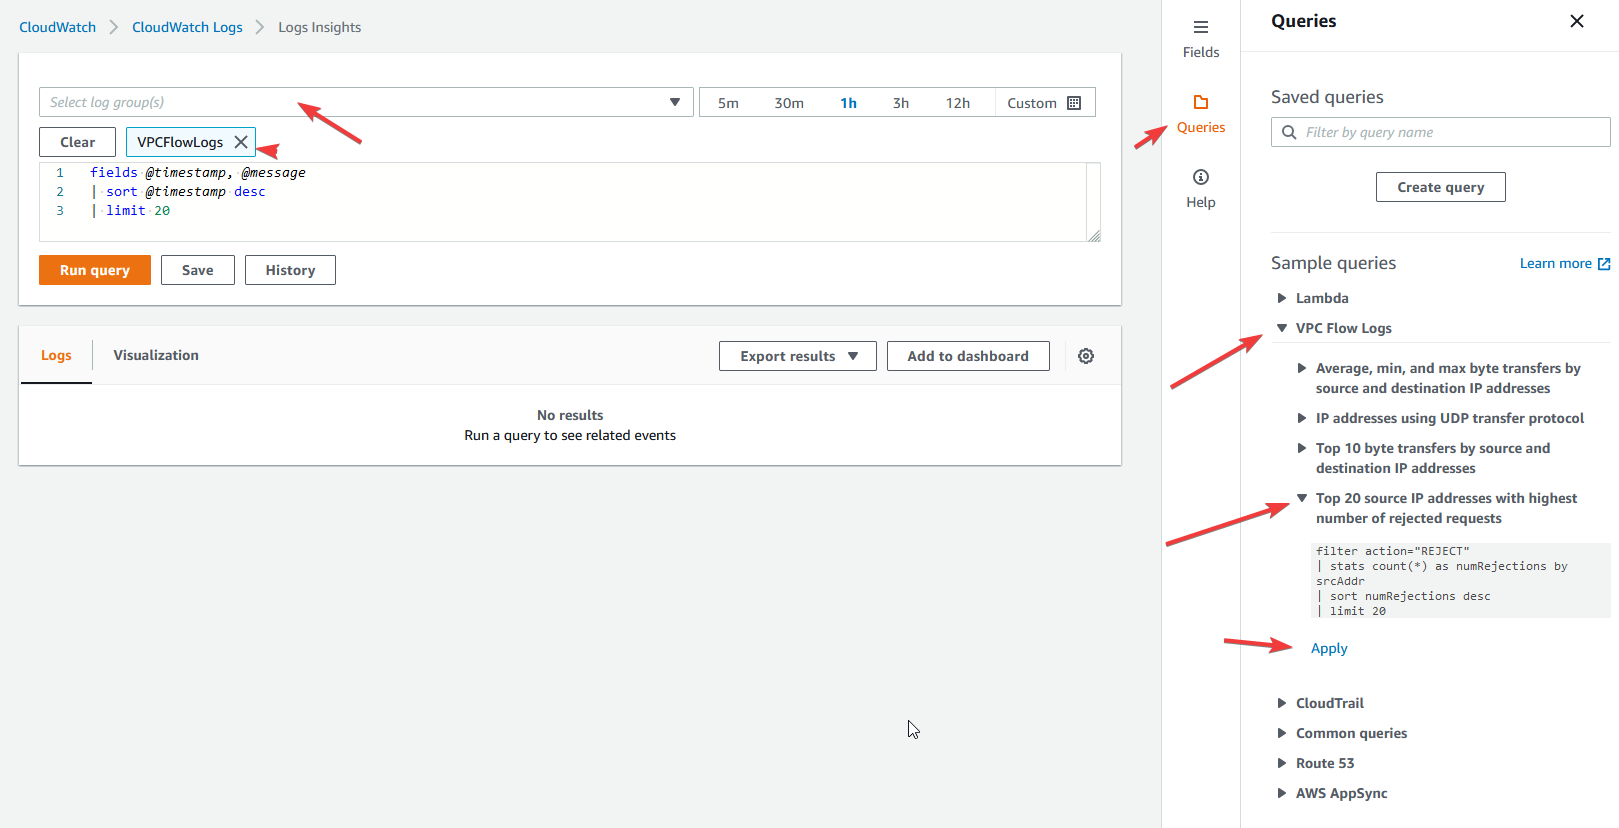 CloudWatch > CloudWatch Logs > Logs Insights
Select log group(s)
5m 30m 1h 3h 12h Custom
Clear VPCFlowLogs
1 fields @timestamp, @message
2 | sort @timestamp desc
3 | limit 20
Run query Save History
Logs Visualization Export results Add to dashboard
No results
Run a query to see related events
Fields
Queries
Help
Queries
Saved queries
Filter by query name
Create query
Sample queries Learn more
Lambda
VPC Flow Logs
Average, min, and max byte transfers by
source and destination IP addresses
IP addresses using UDP transfer protocol
Top 10 byte transfers by source and
destination IP addresses
Top 20 source IP addresses with highest
number of rejected requests
filter action="REJECT"
| stats count(*) as numRejections by
srcAddr
| sort numRejections desc
| limit 20
Apply
CloudTrail
Common queries
Route 53
AWS AppSync